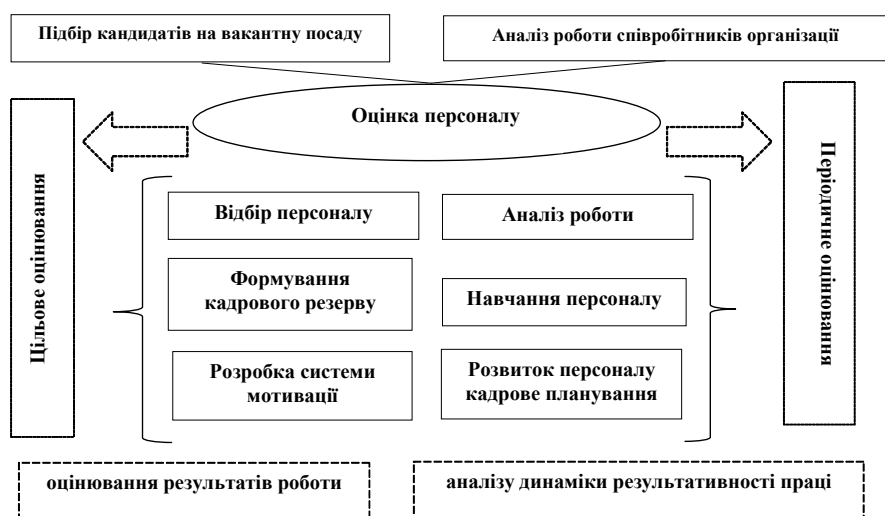 Підбір кандидатів на вакантну посаду
Аналіз роботи співробітників організації
Оцінка персоналу
Цільове оцінювання
Періодичне оцінювання
Відбір персоналу
Аналіз роботи
Формування
кадрового резерву
Навчання персоналу
Розробка системи
мотивації
Розвиток персоналу
кадрове планування
оцінювання результатів роботи
аналізу динаміки результативності праці